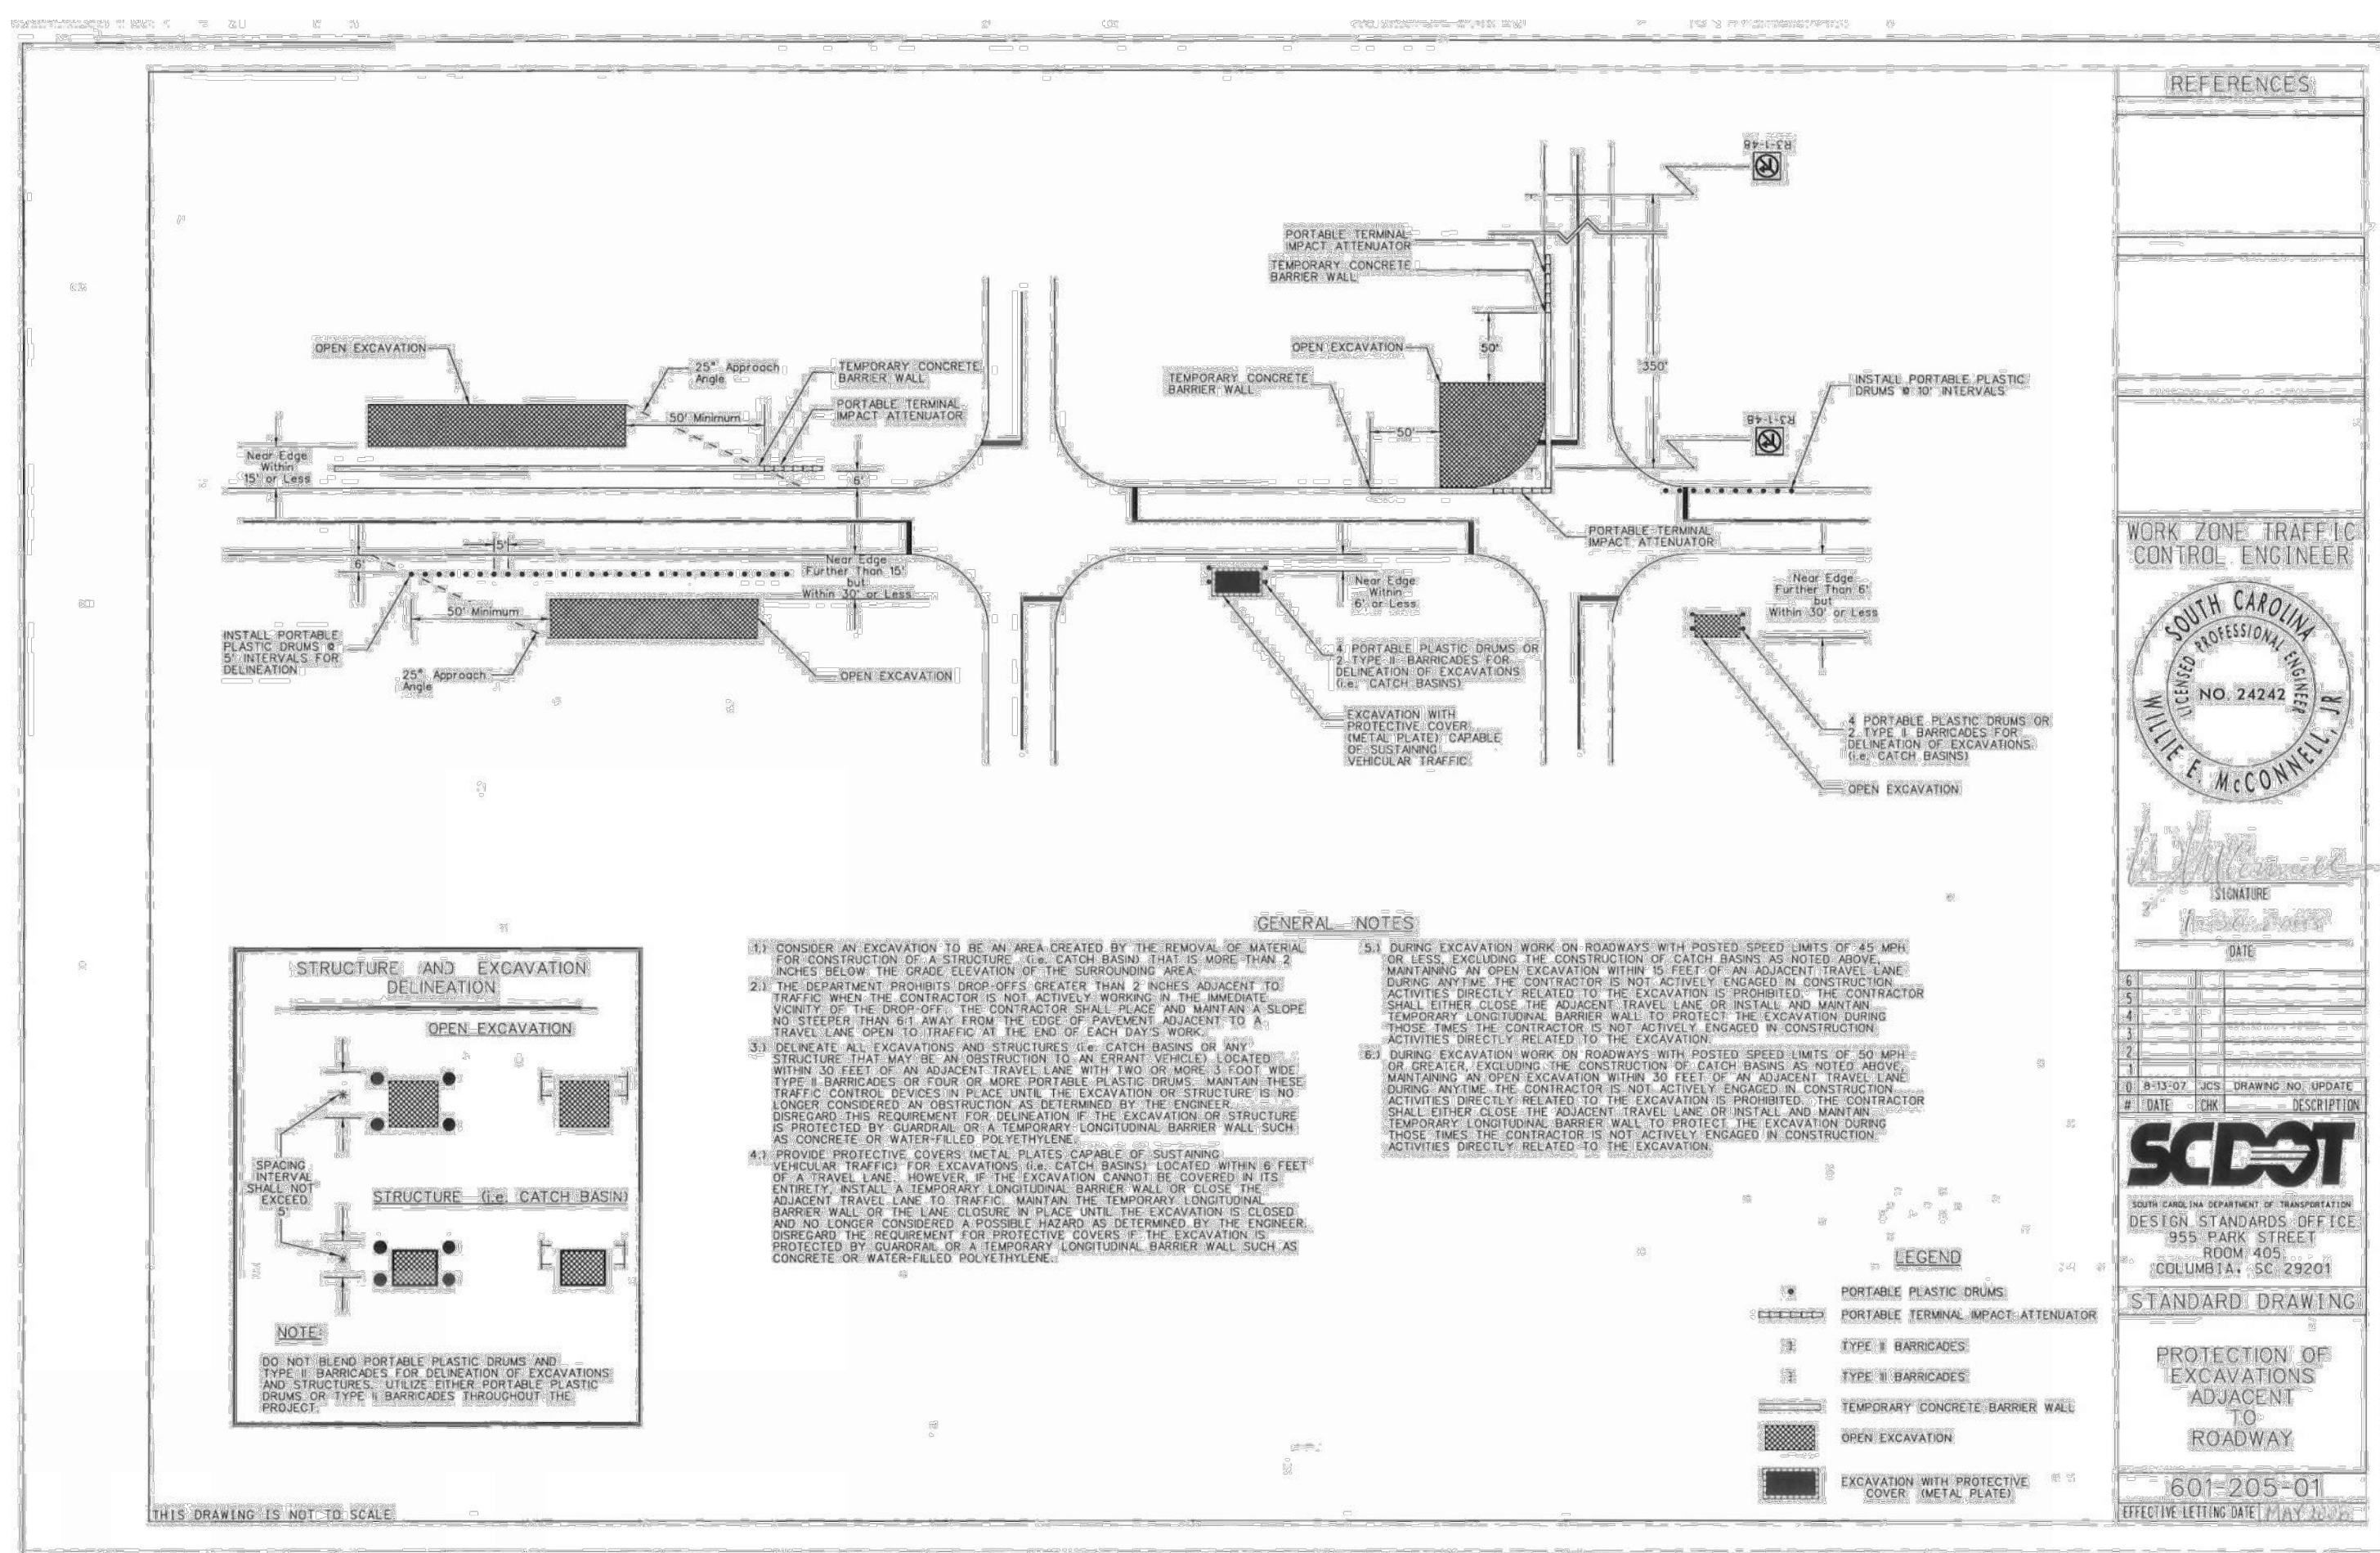 OPEN EXCAVATION
25° Approach
Angle
50' Minimum
TEMPORARY CONCRETE
BARRIER WALL
PORTABLE TERMINAL
IMPACT ATTENUATOR
Near Edge
Within
15' or Less
6'
6'
5'
Near Edge
Further Than 15'
but
Within 30' or Less
50' Minimum
INSTALL PORTABLE
PLASTIC DRUMS @
5' INTERVALS FOR
DELINEATION
25° Approach
Angle
OPEN EXCAVATION
R3-1-48
PORTABLE TERMINAL
IMPACT ATTENUATOR
TEMPORARY CONCRETE
BARRIER WALL
OPEN EXCAVATION
50'
350'
TEMPORARY CONCRETE
BARRIER WALL
50'
R3-1-48
INSTALL PORTABLE PLASTIC
DRUMS @ 10' INTERVALS
PORTABLE TERMINAL
IMPACT ATTENUATOR
Near Edge
Within
6' or Less
Near Edge
Further Than 6'
but
Within 30' or Less
4 PORTABLE PLASTIC DRUMS OR
2 TYPE II BARRICADES FOR
DELINEATION OF EXCAVATIONS
(i.e. CATCH BASINS)
EXCAVATION WITH
PROTECTIVE COVER
(METAL PLATE) CAPABLE
OF SUSTAINING
VEHICULAR TRAFFIC
4 PORTABLE PLASTIC DRUMS OR
2 TYPE II BARRICADES FOR
DELINEATION OF EXCAVATIONS
(i.e. CATCH BASINS)
OPEN EXCAVATION
STRUCTURE AND EXCAVATION
DELINEATION
OPEN EXCAVATION
SPACING
INTERVAL
SHALL NOT
EXCEED
5'
STRUCTURE (i.e. CATCH BASIN)
NOTE:
DO NOT BLEND PORTABLE PLASTIC DRUMS AND
TYPE II BARRICADES FOR DELINEATION OF EXCAVATIONS
AND STRUCTURES. UTILIZE EITHER PORTABLE PLASTIC
DRUMS OR TYPE II BARRICADES THROUGHOUT THE
PROJECT.
THIS DRAWING IS NOT TO SCALE
GENERAL NOTES
1.) CONSIDER AN EXCAVATION TO BE AN AREA CREATED BY THE REMOVAL OF MATERIAL
FOR CONSTRUCTION OF A STRUCTURE (i.e. CATCH BASIN) THAT IS MORE THAN 2
INCHES BELOW THE GRADE ELEVATION OF THE SURROUNDING AREA.
2.) THE DEPARTMENT PROHIBITS DROP-OFFS GREATER THAN 2 INCHES ADJACENT TO
TRAFFIC WHEN THE CONTRACTOR IS NOT ACTIVELY WORKING IN THE IMMEDIATE
VICINITY OF THE DROP-OFF. THE CONTRACTOR SHALL PLACE AND MAINTAIN A SLOPE
NO STEEPER THAN 6:1 AWAY FROM THE EDGE OF PAVEMENT ADJACENT TO A
TRAVEL LANE OPEN TO TRAFFIC AT THE END OF EACH DAY'S WORK.
3.) DELINEATE ALL EXCAVATIONS AND STRUCTURES (i.e. CATCH BASINS OR ANY
STRUCTURE THAT MAY BE AN OBSTRUCTION TO AN ERRANT VEHICLE) LOCATED
WITHIN 30 FEET OF AN ADJACENT TRAVEL LANE WITH TWO OR MORE 3 FOOT WIDE
TYPE II BARRICADES OR FOUR OR MORE PORTABLE PLASTIC DRUMS. MAINTAIN THESE
TRAFFIC CONTROL DEVICES IN PLACE UNTIL THE EXCAVATION OR STRUCTURE IS NO
LONGER CONSIDERED AN OBSTRUCTION AS DETERMINED BY THE ENGINEER.
DISREGARD THIS REQUIREMENT FOR DELINEATION IF THE EXCAVATION OR STRUCTURE
IS PROTECTED BY GUARDRAIL OR A TEMPORARY LONGITUDINAL BARRIER WALL SUCH
AS CONCRETE OR WATER-FILLED POLYETHYLENE.
4.) PROVIDE PROTECTIVE COVERS (METAL PLATES CAPABLE OF SUSTAINING
VEHICULAR TRAFFIC) FOR EXCAVATIONS (i.e. CATCH BASINS) LOCATED WITHIN 6 FEET
OF A TRAVEL LANE. HOWEVER, IF THE EXCAVATION CANNOT BE COVERED IN ITS
ENTIRETY, INSTALL A TEMPORARY LONGITUDINAL BARRIER WALL OR CLOSE THE
ADJACENT TRAVEL LANE TO TRAFFIC. MAINTAIN THE TEMPORARY LONGITUDINAL
BARRIER WALL OR THE LANE CLOSURE IN PLACE UNTIL THE EXCAVATION IS CLOSED
AND NO LONGER CONSIDERED A POSSIBLE HAZARD AS DETERMINED BY THE ENGINEER.
DISREGARD THE REQUIREMENT FOR PROTECTIVE COVERS IF THE EXCAVATION IS
PROTECTED BY GUARDRAIL OR A TEMPORARY LONGITUDINAL BARRIER WALL SUCH AS
CONCRETE OR WATER-FILLED POLYETHYLENE.
5.) DURING EXCAVATION WORK ON ROADWAYS WITH POSTED SPEED LIMITS OF 45 MPH
OR LESS, EXCLUDING THE CONSTRUCTION OF CATCH BASINS AS NOTED ABOVE,
MAINTAINING AN OPEN EXCAVATION WITHIN 15 FEET OF AN ADJACENT TRAVEL LANE
DURING ANYTIME THE CONTRACTOR IS NOT ACTIVELY ENGAGED IN CONSTRUCTION
ACTIVITIES DIRECTLY RELATED TO THE EXCAVATION IS PROHIBITED. THE CONTRACTOR
SHALL EITHER CLOSE THE ADJACENT TRAVEL LANE OR INSTALL AND MAINTAIN
TEMPORARY LONGITUDINAL BARRIER WALL TO PROTECT THE EXCAVATION DURING
THOSE TIMES THE CONTRACTOR IS NOT ACTIVELY ENGAGED IN CONSTRUCTION
ACTIVITIES DIRECTLY RELATED TO THE EXCAVATION.
6.) DURING EXCAVATION WORK ON ROADWAYS WITH POSTED SPEED LIMITS OF 50 MPH
OR GREATER, EXCLUDING THE CONSTRUCTION OF CATCH BASINS AS NOTED ABOVE,
MAINTAINING AN OPEN EXCAVATION WITHIN 30 FEET OF AN ADJACENT TRAVEL LANE
DURING ANYTIME THE CONTRACTOR IS NOT ACTIVELY ENGAGED IN CONSTRUCTION
ACTIVITIES DIRECTLY RELATED TO THE EXCAVATION IS PROHIBITED. THE CONTRACTOR
SHALL EITHER CLOSE THE ADJACENT TRAVEL LANE OR INSTALL AND MAINTAIN
TEMPORARY LONGITUDINAL BARRIER WALL TO PROTECT THE EXCAVATION DURING
THOSE TIMES THE CONTRACTOR IS NOT ACTIVELY ENGAGED IN CONSTRUCTION
ACTIVITIES DIRECTLY RELATED TO THE EXCAVATION.
LEGEND
PORTABLE PLASTIC DRUMS
PORTABLE TERMINAL IMPACT ATTENUATOR
TYPE II BARRICADES
TYPE III BARRICADES
TEMPORARY CONCRETE BARRIER WALL
OPEN EXCAVATION
EXCAVATION WITH PROTECTIVE
COVER (METAL PLATE)
REFERENCES
WORK ZONE TRAFFIC
CONTROL ENGINEER
SOUTH CAROLINA
LICENSED PROFESSIONAL ENGINEER
NO. 24242
WILLIE E. McCONNELL, JR
SIGNATURE
DATE
6
5
4
3
2
1
0 8-13-07 JCS DRAWING NO. UPDATE
# DATE CHK DESCRIPTION
SCDOT
SOUTH CAROLINA DEPARTMENT OF TRANSPORTATION
DESIGN STANDARDS OFFICE
955 PARK STREET
ROOM 405
COLUMBIA, SC 29201
STANDARD DRAWING
PROTECTION OF
EXCAVATIONS
ADJACENT
TO
ROADWAY
601-205-01
EFFECTIVE LETTING DATE MAY